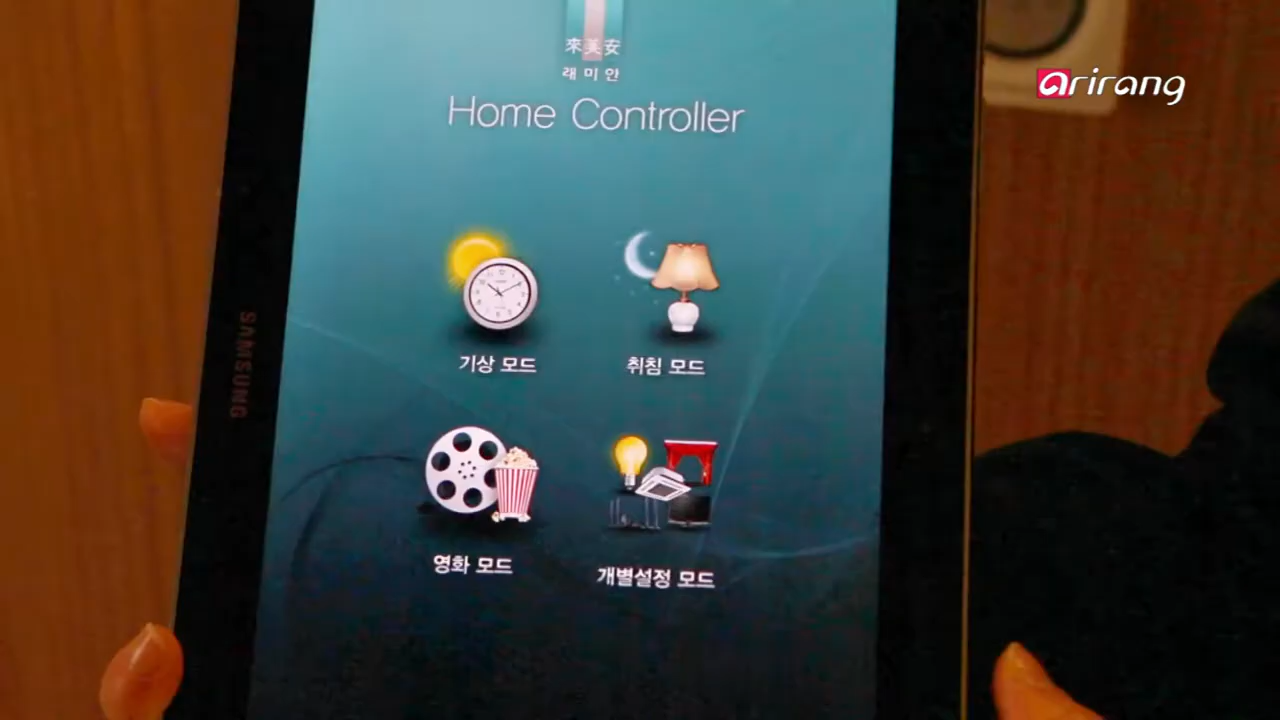 來美安
래미안
arirang
Home Controller
기상 모드
취침 모드
SAMSUNG
영화 모드
개별설정 모드